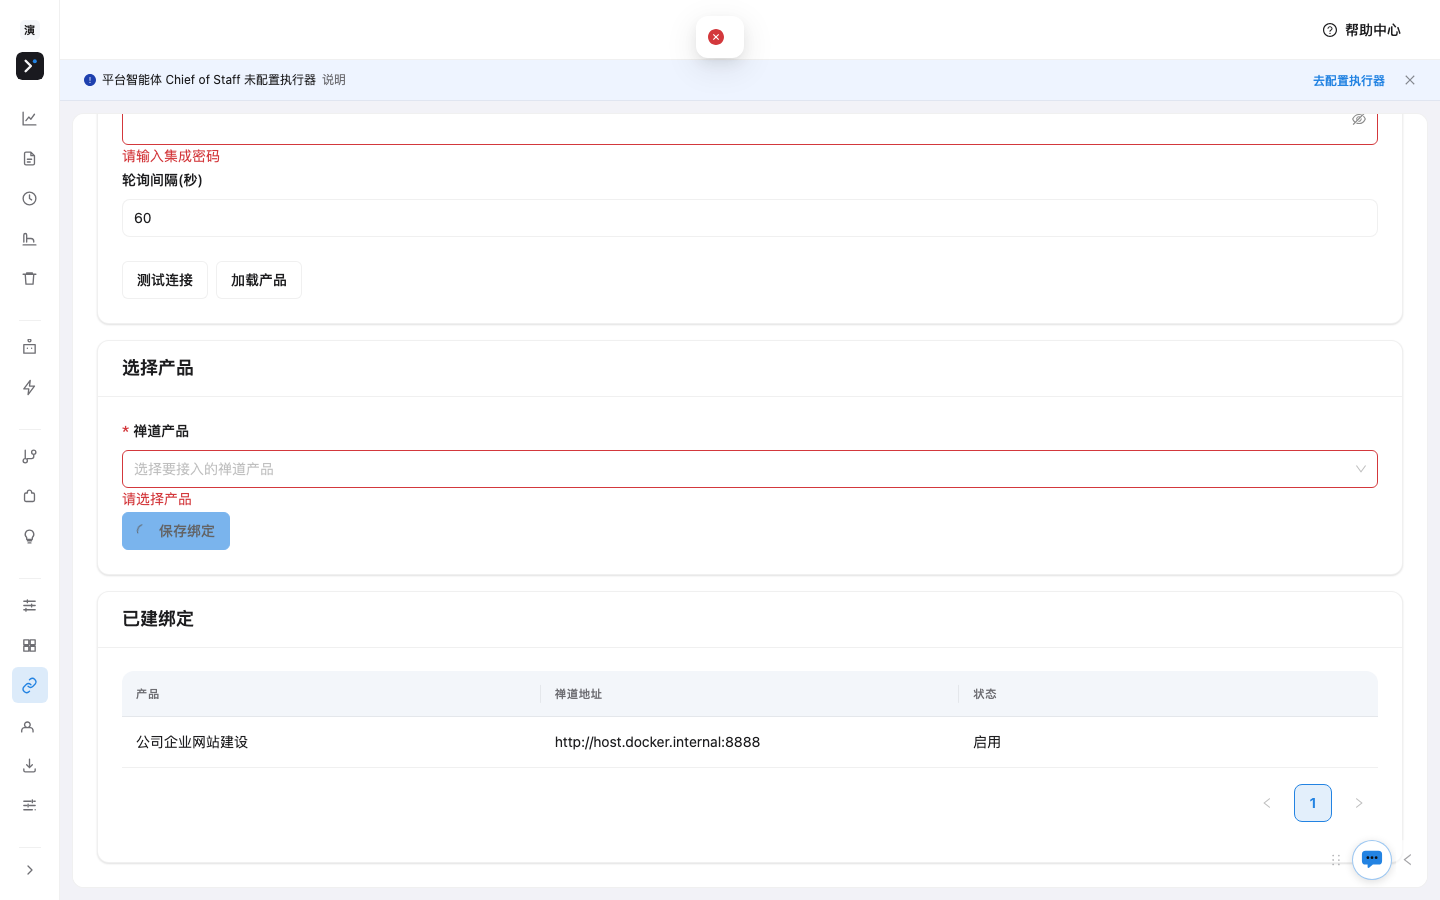 演
帮助中心
平台智能体 Chief of Staff 未配置执行器 说明
去配置执行器
请输入集成密码
轮询间隔(秒)
60
测试连接
加载产品
选择产品
* 禅道产品
选择要接入的禅道产品
请选择产品
保存绑定
已建绑定
产品 禅道地址 状态
公司企业网站建设 http://host.docker.internal:8888 启用
1